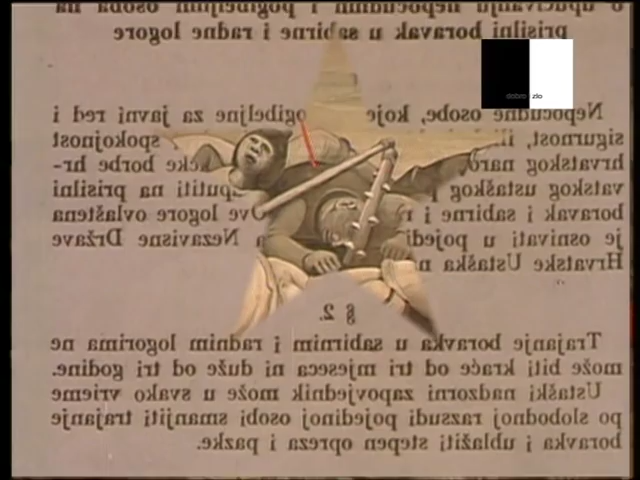 o upućivanju nepoćudnih i pogibeljnih osoba na
prisilni boravak u sabirne i radne logore
dobro zlo
Nepoćudne osobe, koje pogibeljne za javni red i
sigurnost, spokojnost
hrvatskog borbe hr-
vatskog ustaškog uputiti na prisilni
boravak u sabirne i Ove logore ovlaštena
je osnivati u Nezavisne Države
Hrvatske Ustaška
§ 2.
Trajanje boravka u sabirnim i radnim logorima ne
može biti kraće od tri mjeseca ni duže od tri godine.
Ustaški nadzorni zapovjednik može u svako vrieme
po slobodnoj razsudi pojedinoj osobi smanjiti trajanje
boravka i ublažiti stepen opreza i pazke.